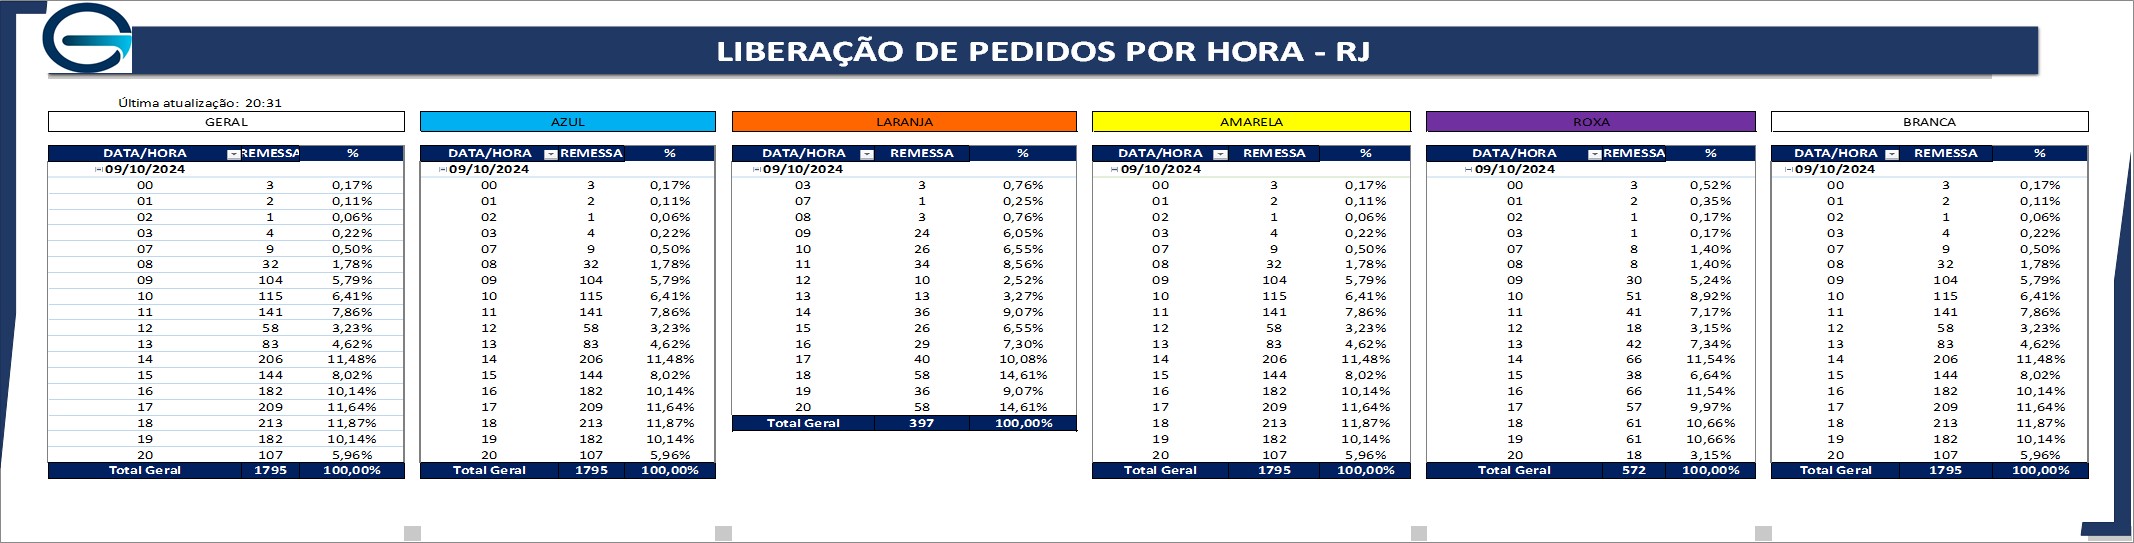 LIBERAÇÃO DE PEDIDOS POR HORA - RJ
Última atualização: 20:31
GERAL
DATA/HORA REMESSA %
09/10/2024
00 3 0,17%
01 2 0,11%
02 1 0,06%
03 4 0,22%
07 9 0,50%
08 32 1,78%
09 104 5,79%
10 115 6,41%
11 141 7,86%
12 58 3,23%
13 83 4,62%
14 206 11,48%
15 144 8,02%
16 182 10,14%
17 209 11,64%
18 213 11,87%
19 182 10,14%
20 107 5,96%
Total Geral 1795 100,00%
AZUL
DATA/HORA REMESSA %
09/10/2024
00 3 0,17%
01 2 0,11%
02 1 0,06%
03 4 0,22%
07 9 0,50%
08 32 1,78%
09 104 5,79%
10 115 6,41%
11 141 7,86%
12 58 3,23%
13 83 4,62%
14 206 11,48%
15 144 8,02%
16 182 10,14%
17 209 11,64%
18 213 11,87%
19 182 10,14%
20 107 5,96%
Total Geral 1795 100,00%
LARANJA
DATA/HORA REMESSA %
09/10/2024
03 3 0,76%
07 1 0,25%
08 3 0,76%
09 24 6,05%
10 26 6,55%
11 34 8,56%
12 10 2,52%
13 13 3,27%
14 36 9,07%
15 26 6,55%
16 29 7,30%
17 40 10,08%
18 58 14,61%
19 36 9,07%
20 58 14,61%
Total Geral 397 100,00%
AMARELA
DATA/HORA REMESSA %
09/10/2024
00 3 0,17%
01 2 0,11%
02 1 0,06%
03 4 0,22%
07 9 0,50%
08 32 1,78%
09 104 5,79%
10 115 6,41%
11 141 7,86%
12 58 3,23%
13 83 4,62%
14 206 11,48%
15 144 8,02%
16 182 10,14%
17 209 11,64%
18 213 11,87%
19 182 10,14%
20 107 5,96%
Total Geral 1795 100,00%
ROXA
DATA/HORA REMESSA %
09/10/2024
00 3 0,52%
01 2 0,35%
02 1 0,17%
03 1 0,17%
07 8 1,40%
08 8 1,40%
09 30 5,24%
10 51 8,92%
11 41 7,17%
12 18 3,15%
13 42 7,34%
14 66 11,54%
15 38 6,64%
16 66 11,54%
17 57 9,97%
18 61 10,66%
19 61 10,66%
20 18 3,15%
Total Geral 572 100,00%
BRANCA
DATA/HORA REMESSA %
09/10/2024
00 3 0,17%
01 2 0,11%
02 1 0,06%
03 4 0,22%
07 9 0,50%
08 32 1,78%
09 104 5,79%
10 115 6,41%
11 141 7,86%
12 58 3,23%
13 83 4,62%
14 206 11,48%
15 144 8,02%
16 182 10,14%
17 209 11,64%
18 213 11,87%
19 182 10,14%
20 107 5,96%
Total Geral 1795 100,00%